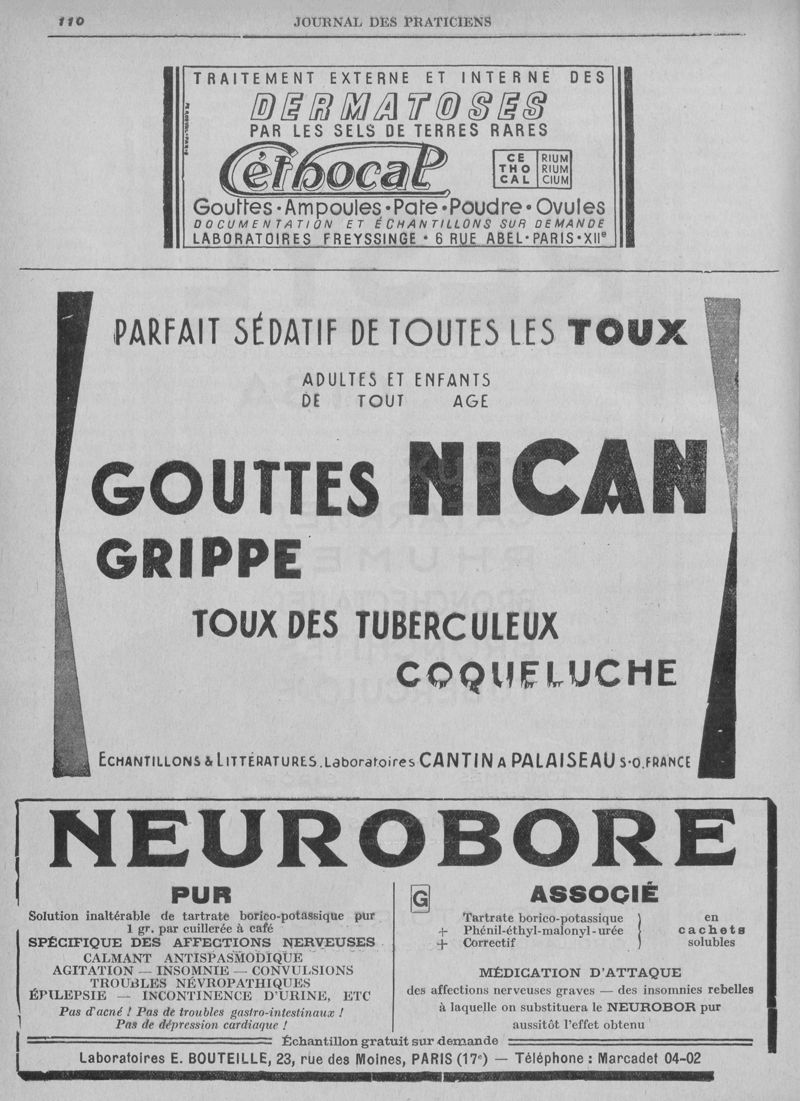 110
JOURNAL DES PRATICIENS
TRAITEMENT EXTERNE ET INTERNE DES
DERMATOSES
PAR LES SELS DE TERRES RARES
Céthocal
CE RIUM
THO RIUM
CAL CIUM
Gouttes • Ampoules • Pate • Poudre • Ovules
DOCUMENTATION ET ÉCHANTILLONS SUR DEMANDE
LABORATOIRES FREYSSINGE • 6 RUE ABEL • PARIS • XIIe
PARFAIT SÉDATIF DE TOUTES LES TOUX
ADULTES ET ENFANTS
DE TOUT AGE
GOUTTES NICAN
GRIPPE
TOUX DES TUBERCULEUX
COQUELUCHE
ECHANTILLONS & LITTÉRATURES. Laboratoires CANTIN A PALAISEAU S-O. FRANCE
NEUROBORE
PUR
Solution inaltérable de tartrate borico-potassique pur
1 gr. par cuillerée à café
SPÉCIFIQUE DES AFFECTIONS NERVEUSES
CALMANT ANTISPASMODIQUE
AGITATION — INSOMNIE — CONVULSIONS
TROUBLES NÉVROPATHIQUES
ÉPILEPSIE — INCONTINENCE D'URINE, ETC
Pas d'acné ! Pas de troubles gastro-intestinaux !
Pas de dépression cardiaque !
G
ASSOCIÉ
Tartrate borico-potassique ) en
+ Phénil-éthyl-malonyl-urée } cachets
+ Correctif ) solubles
MÉDICATION D'ATTAQUE
des affections nerveuses graves — des insomnies rebelles
à laquelle on substituera le NEUROBOR pur
aussitôt l'effet obtenu
Échantillon gratuit sur demande
Laboratoires E. BOUTEILLE, 23, rue des Moines, PARIS (17e) — Téléphone : Marcadet 04-02